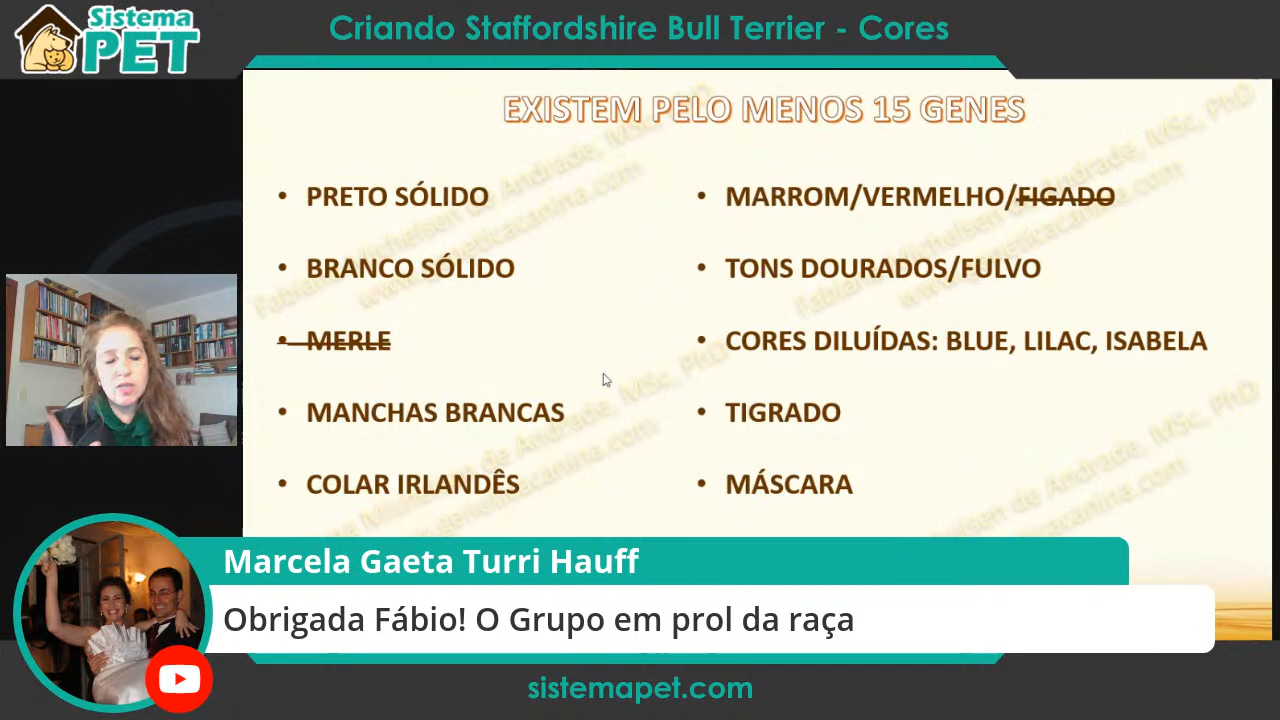 Sistema
PET
Criando Staffordshire Bull Terrier - Cores
EXISTEM PELO MENOS 15 GENES
• PRETO SÓLIDO
• BRANCO SÓLIDO
• MERLE
• MANCHAS BRANCAS
• COLAR IRLANDÊS
• MARROM/VERMELHO/FIGADO
• TONS DOURADOS/FULVO
• CORES DILUÍDAS: BLUE, LILAC, ISABELA
• TIGRADO
• MÁSCARA
Marcela Gaeta Turri Hauff
Obrigada Fábio! O Grupo em prol da raça
sistemapet.com